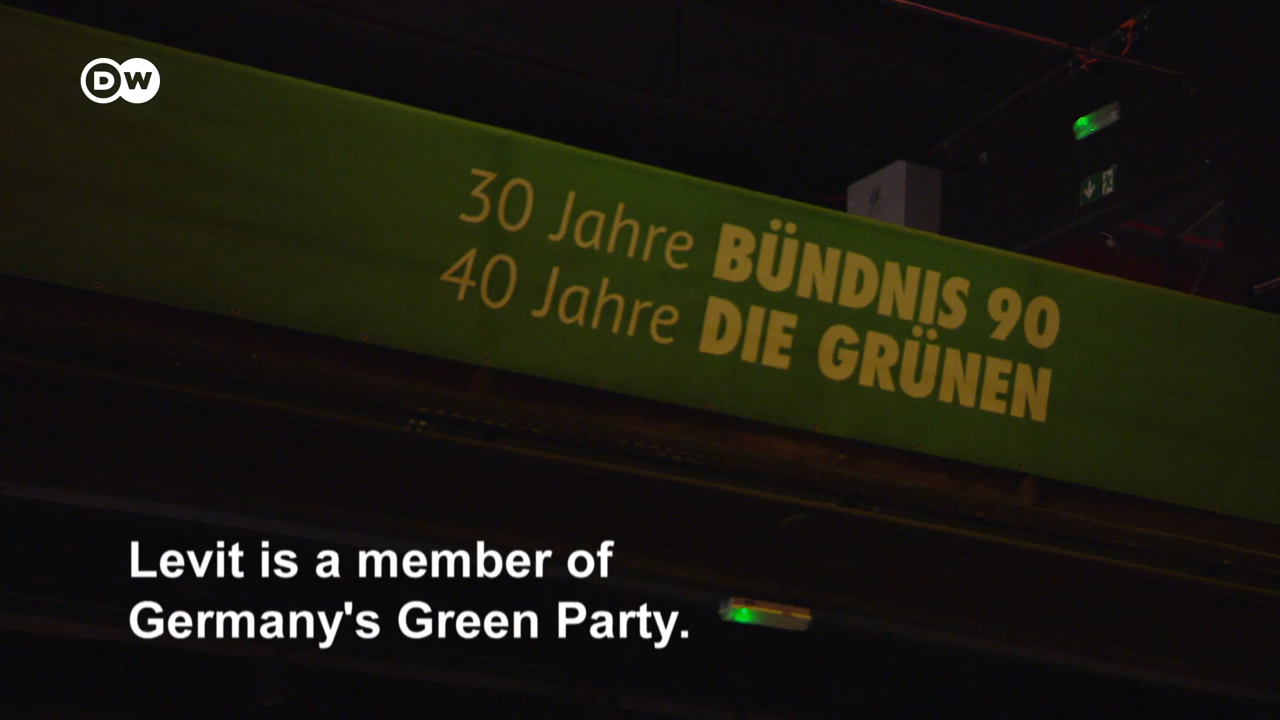 DW
30 Jahre BÜNDNIS 90
40 Jahre DIE GRÜNEN
Levit is a member of
Germany's Green Party.